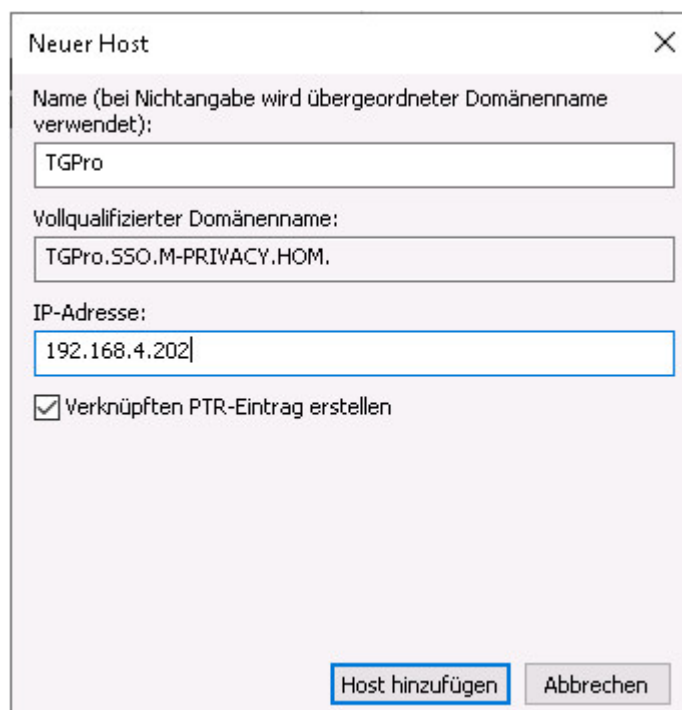 Neuer Host
Name (bei Nichtangabe wird übergeordneter Domänenname
verwendet):
TGPro
Vollqualifizierter Domänenname:
TGPro.SSO.M-PRIVACY.HOM.
IP-Adresse:
192.168.4.202
Verknüpften PTR-Eintrag erstellen
Host hinzufügen Abbrechen